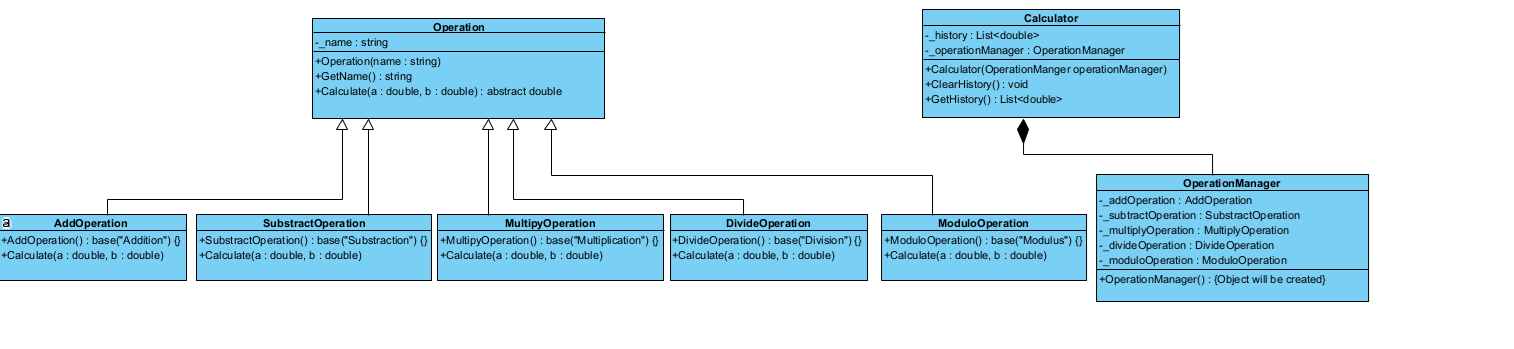 Operation
-_name : string
+Operation(name : string)
+GetName() : string
+Calculate(a : double, b : double) : abstract double
Calculator
-_history : List<double>
-_operationManager : OperationManager
+Calculator(OperationManger operationManager)
+ClearHistory() : void
+GetHistory() : List<double>
a
AddOperation
+AddOperation() : base("Addition") {}
+Calculate(a : double, b : double)
SubstractOperation
+SubstractOperation() : base("Substraction") {}
+Calculate(a : double, b : double)
MultipyOperation
+MultipyOperation() : base("Multiplication") {}
+Calculate(a : double, b : double)
DivideOperation
+DivideOperation() : base("Division") {}
+Calculate(a : double, b : double)
ModuloOperation
+ModuloOperation() : base("Modulus") {}
+Calculate(a : double, b : double)
OperationManager
-_addOperation : AddOperation
-_subtractOperation : SubstractOperation
-_multiplyOperation : MultiplyOperation
-_divideOperation : DivideOperation
-_moduloOperation : ModuloOperation
+OperationManager() : {Object will be created}